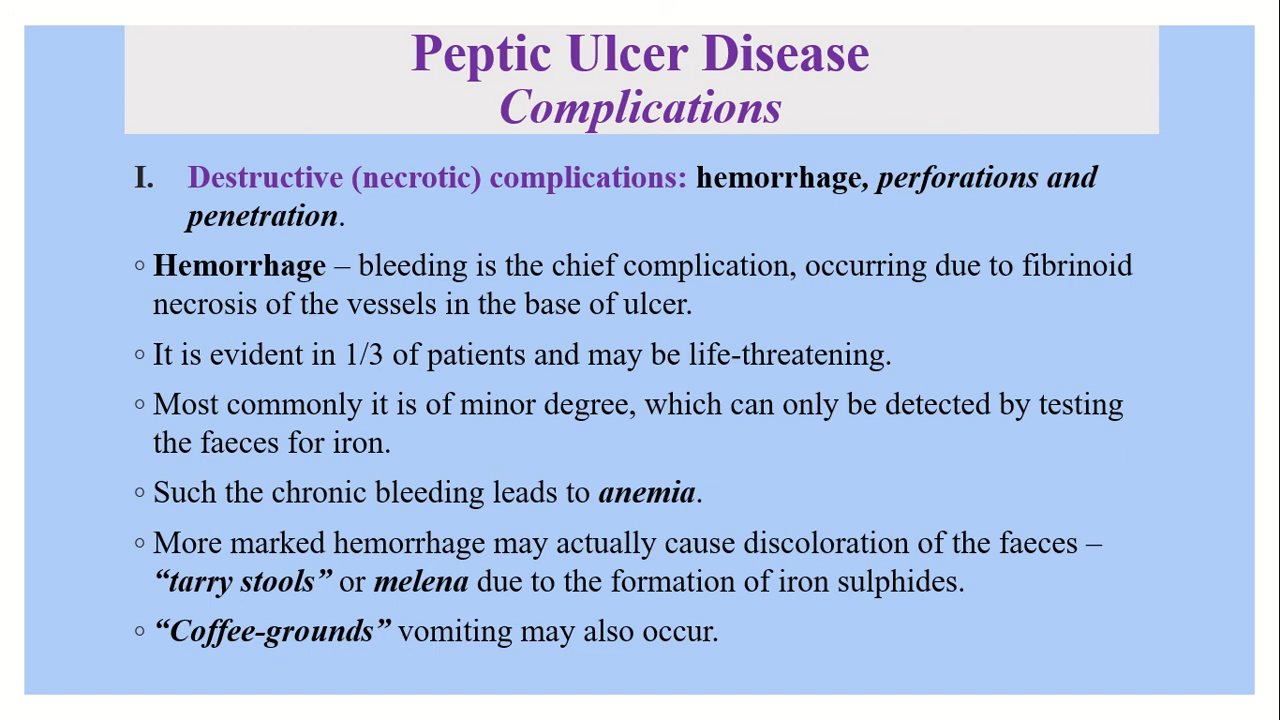 Peptic Ulcer Disease
Complications
I. Destructive (necrotic) complications: hemorrhage, perforations and
penetration.
◦ Hemorrhage – bleeding is the chief complication, occurring due to fibrinoid
necrosis of the vessels in the base of ulcer.
◦ It is evident in 1/3 of patients and may be life-threatening.
◦ Most commonly it is of minor degree, which can only be detected by testing
the faeces for iron.
◦ Such the chronic bleeding leads to anemia.
◦ More marked hemorrhage may actually cause discoloration of the faeces –
“tarry stools” or melena due to the formation of iron sulphides.
◦ “Coffee-grounds” vomiting may also occur.